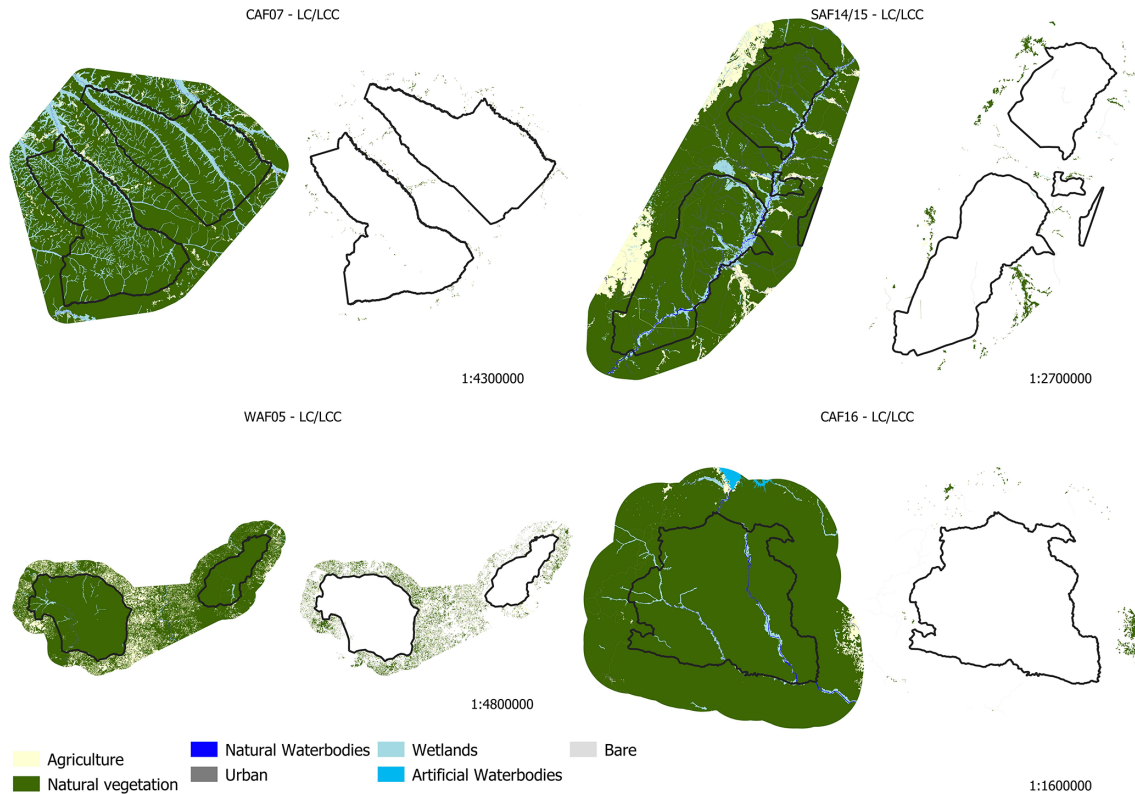 CAF07 - LC/LCC
SAF14/15 - LC/LCC
1:4300000
1:2700000
WAF05 - LC/LCC
CAF16 - LC/LCC
1:4800000
Agriculture
Natural vegetation
Natural Waterbodies
Urban
Wetlands
Artificial Waterbodies
Bare
1:1600000